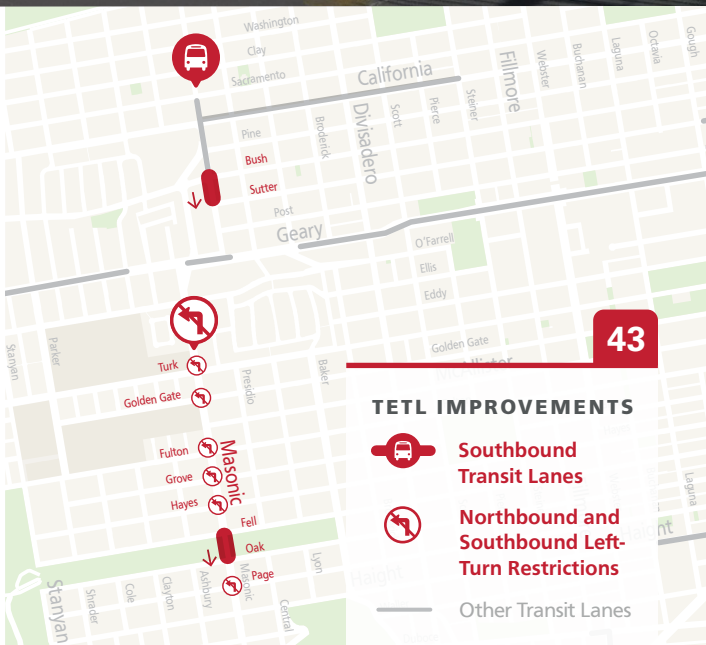 Washington
Clay
Sacramento
California
Fillmore
Webster
Buchanan
Laguna
Octavia
Gough
Pine
Broderick
Divisadero
Scott
Pierce
Steiner
Bush
Sutter
Post
Geary
O'Farrell
Ellis
Eddy
Golden Gate
Stanyan
Parker
Turk
Golden Gate
Presidio
Baker
Fulton
Grove
Hayes
Masonic
Fell
Oak
Page
Stanyan
Shrader
Cole
Clayton
Ashbury
Masonic
Central
Lyon
43
TETL IMPROVEMENTS
Southbound
Transit Lanes
Northbound and
Southbound Left-
Turn Restrictions
Other Transit Lanes
Laguna
Haight